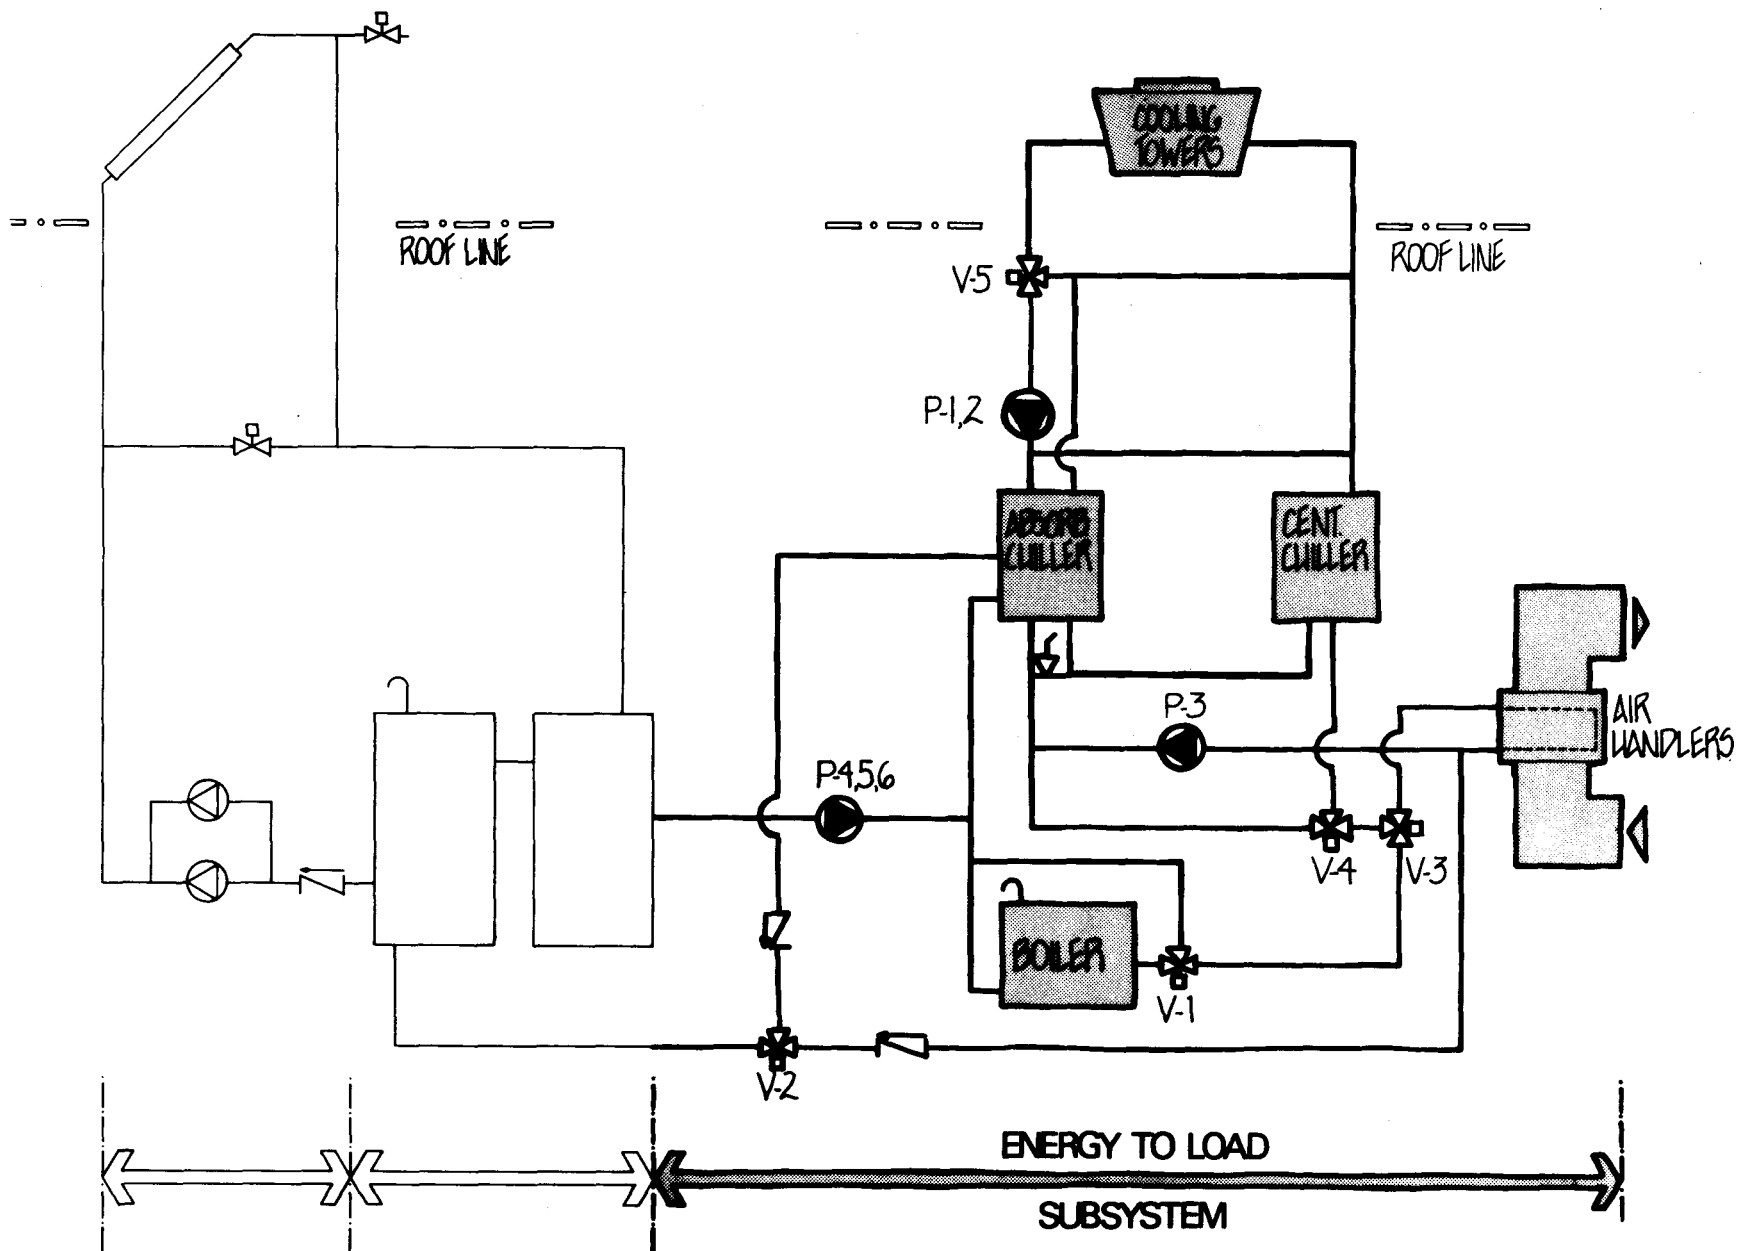 COOLING
TOWERS
ROOF LINE
ROOF LINE
V-5
P-1,2
ABSORB
CHILLER
CENT.
CHILLER
P-3
AIR
HANDLERS
P-4,5,6
V-4
V-3
BOILER
V-1
V-2
ENERGY TO LOAD
SUBSYSTEM